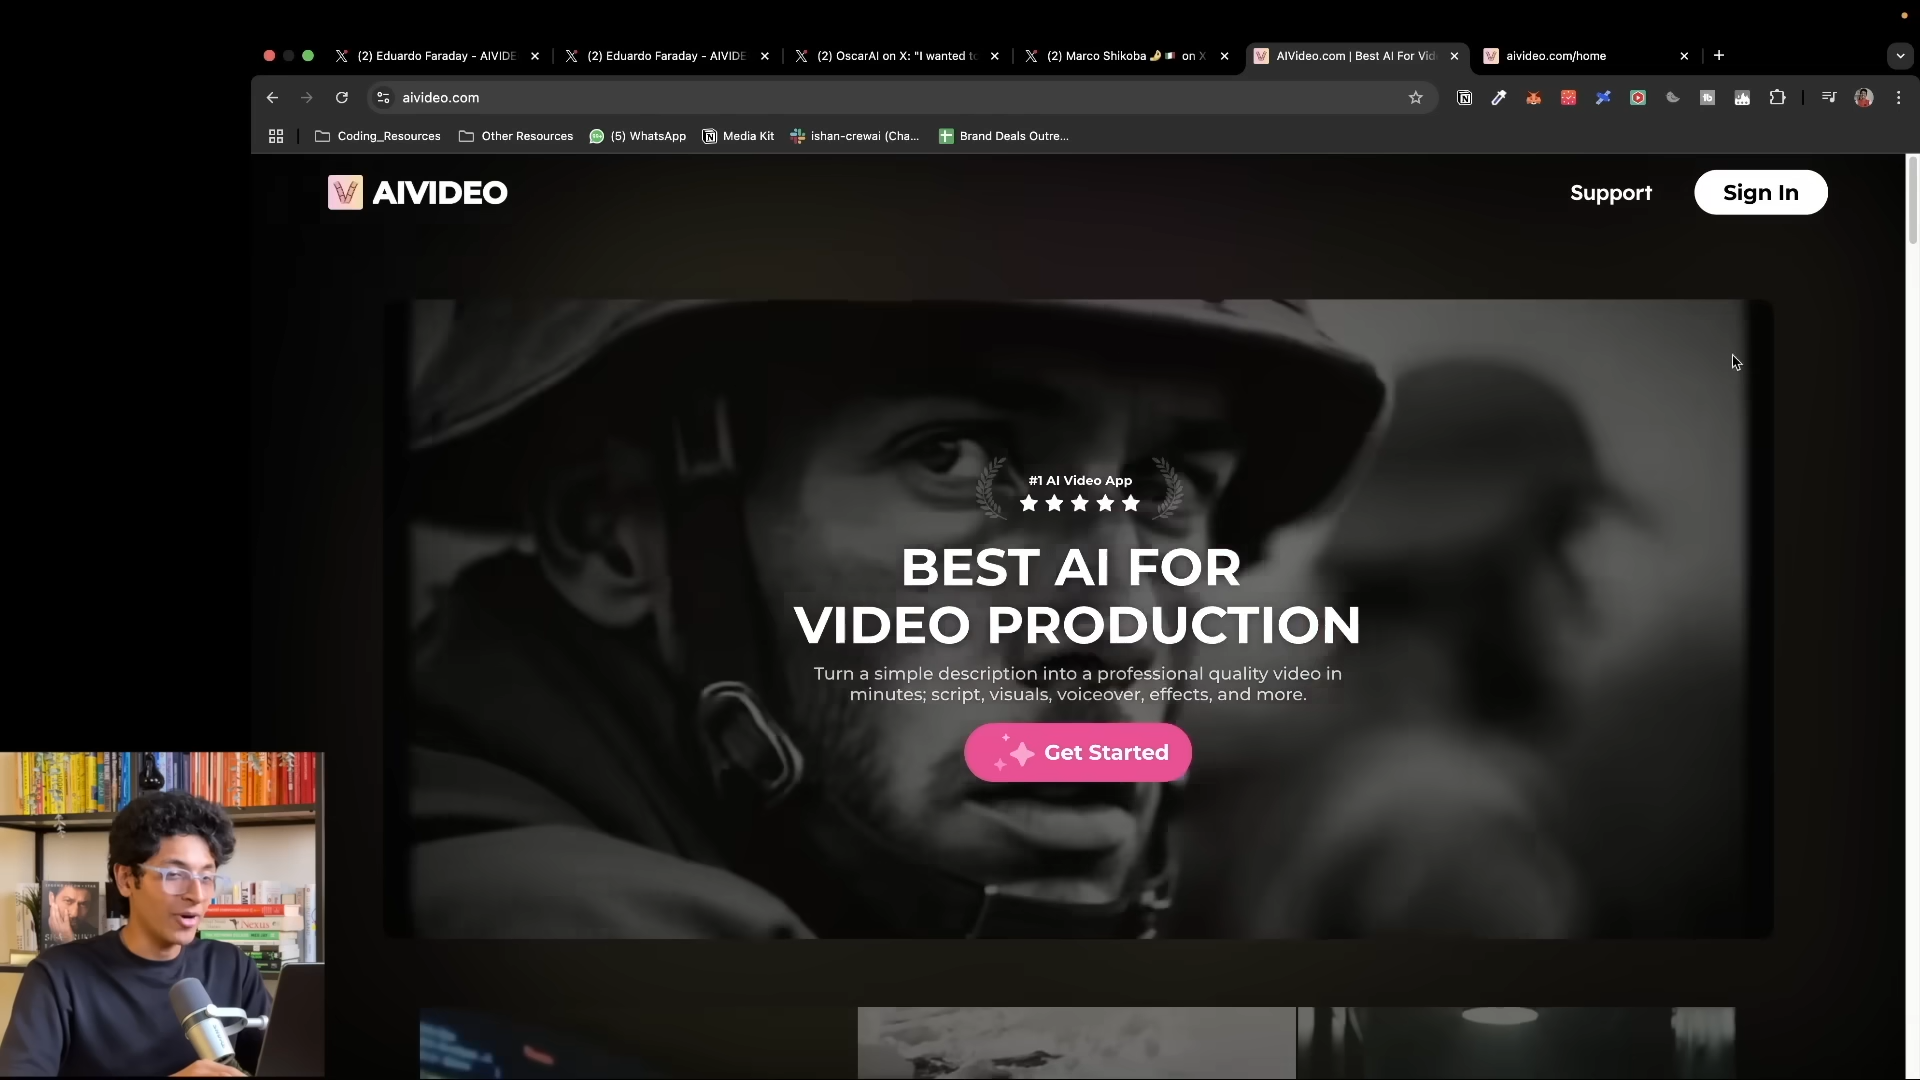 (2) Eduardo Faraday - AIVIDE
(2) Eduardo Faraday - AIVIDE
(2) OscarAI on X: "I wanted to
(2) Marco Shikoba 🤌🇲🇽 on X
AIVideo.com | Best AI For Vid
aivideo.com/home
aivideo.com
Coding_Resources
Other Resources
(5) WhatsApp
Media Kit
ishan-crewai (Cha...
Brand Deals Outre...
AIVIDEO
Support
Sign In
#1 AI Video App
BEST AI FOR
VIDEO PRODUCTION
Turn a simple description into a professional quality video in
minutes; script, visuals, voiceover, effects, and more.
Get Started
Nexus